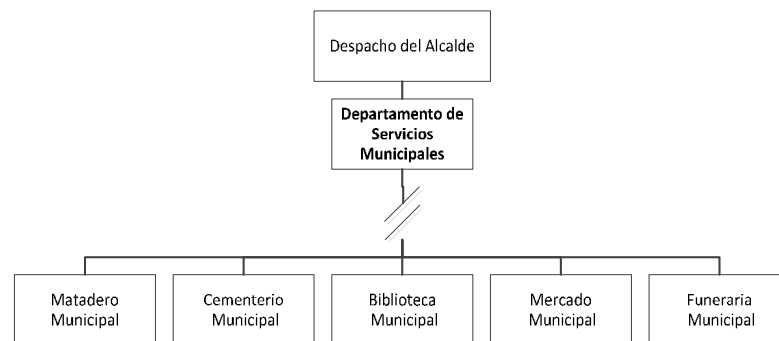 Despacho del Alcalde
Departamento de
Servicios
Municipales
Matadero
Municipal
Cementerio
Municipal
Biblioteca
Municipal
Mercado
Municipal
Funeraria
Municipal